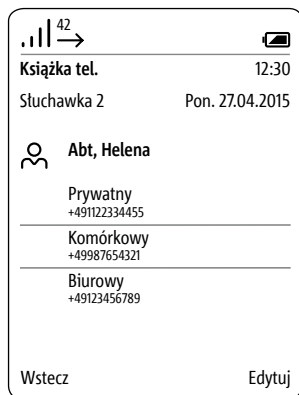 42
Książka tel. 12:30
Słuchawka 2 Pon. 27.04.2015
Abt, Helena
Prywatny
+491122334455
Komórkowy
+49987654321
Biurowy
+49123456789
Wstecz Edytuj